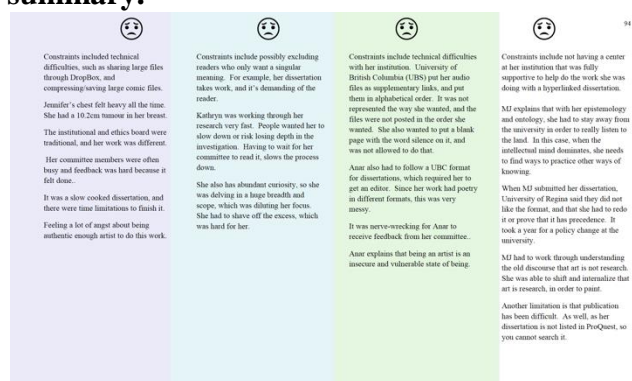 summary:
94
Constraints included technical
difficulties, such as sharing large files
through DropBox, and
compressing/saving large comic files.
Jennifer's chest felt heavy all the time.
She had a 10.2cm tumour in her breast.
The institutional and ethics board were
traditional, and her work was different.
Her committee members were often
busy and feedback was hard because it
felt done..
It was a slow cooked dissertation, and
there were time limitations to finish it.
Feeling a lot of angst about being
authentic enough artist to do this work.
Constraints include possibly excluding
readers who only want a singular
meaning. For example, her dissertation
takes work, and it's demanding of the
reader.
Kathryn was working through her
research very fast. People wanted her to
slow down or risk losing depth in the
investigation. Having to wait for her
committee to read it, slows the process
down.
She also has abundant curiosity, so she
was delving in a huge breadth and
scope, which was diluting her focus.
She had to shave off the excess, which
was hard for her.
Constraints include technical difficulties
with her institution. University of
British Columbia (UBS) put her audio
files as supplementary links, and put
them in alphabetical order. It was not
represented the way she wanted, and the
files were not posted in the order she
wanted. She also wanted to put a blank
page with the word silence on it, and
was not allowed to do that.
Anar also had to follow a UBC format
for dissertations, which required her to
get an editor. Since her work had poetry
in different formats, this was very
messy.
It was nerve-wrecking for Anar to
receive feedback from her committee..
Anar explains that being an artist is an
insecure and vulnerable state of being.
Constraints include not having a center
at her institution that was fully
supportive to help do the work she was
doing with a hyperlinked dissertation.
MJ explains that with her epistemology
and ontology, she had to stay away from
the university in order to really listen to
the land. In this case, when the
intellectual mind dominates, she needs
to find ways to practice other ways of
knowing.
When MJ submitted her dissertation,
University of Regina said they did not
like the format, and that she had to redo
it or prove that it has precedence. It
took a year for a policy change at the
university.
MJ had to work through understanding
the old discourse that art is not research.
She was able to shift and internalize that
art is research, in order to paint.
Another limitation is that publication
has been difficult. As well, as her
dissertation is not listed in ProQuest, so
you cannot search it.